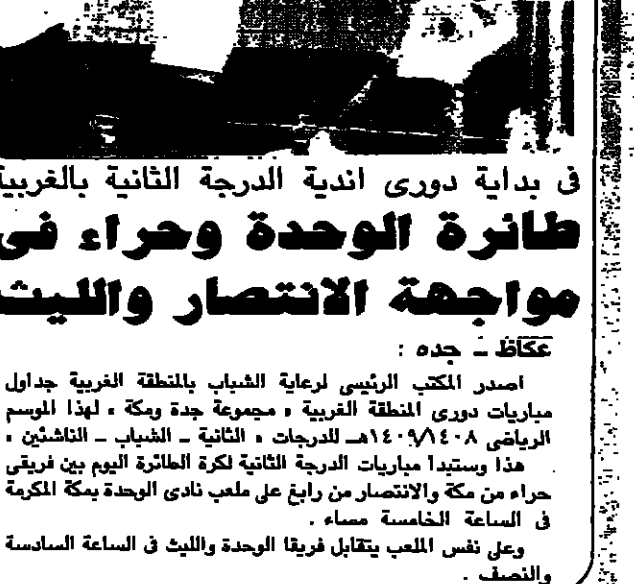 فى بداية دورى اندية الدرجة الثانية بالغربية
طائرة الوحدة وحراء فى
مواجهة الانتصار والليث
عكاظ ـ جده :
اصدر المكتب الرئيسى لرعاية الشباب بالمنطقة الغربية جداول
مباريات دورى المنطقة الغربية « مجموعة جدة ومكة » لهذا الموسم
الرياضى ١٤٠٩/١٤٠٨هـ للدرجات « الثانية ـ الشباب ـ الناشئين »
هذا وستبدأ مباريات الدرجة الثانية لكرة الطائرة اليوم بين فريقى
حراء من مكة والانتصار من رابغ على ملعب نادى الوحدة بمكة المكرمة
فى الساعة الخامسة مساء .
وعلى نفس الملعب يتقابل فريقا الوحدة والليث فى الساعة السادسة
والنصف .